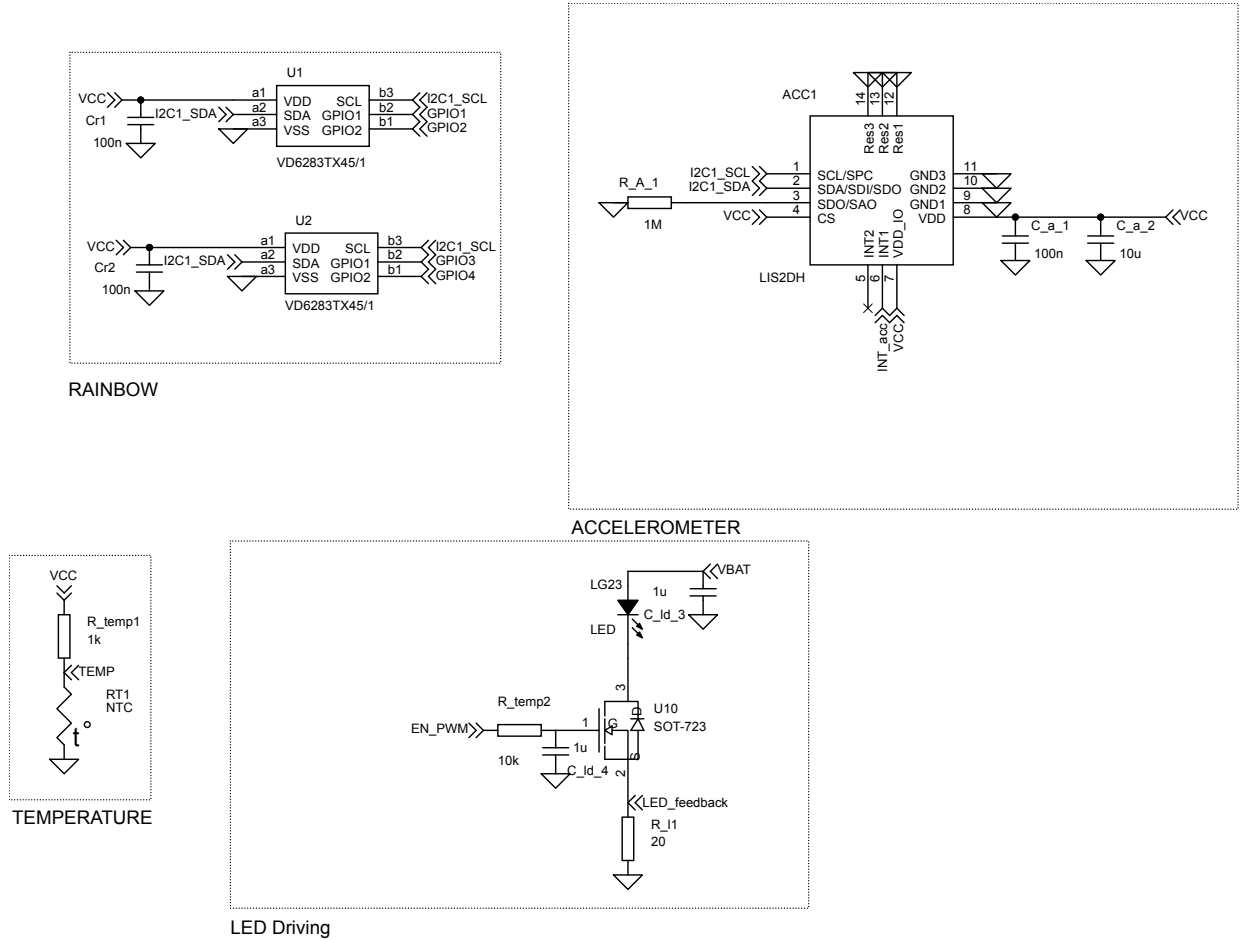 U1
VCC
a1
VDD
SCL
b3
I2C1_SCL
Cr1
I2C1_SDA
a2
SDA
GPIO1
b2
GPIO1
a3
VSS
GPIO2
b1
GPIO2
100n
VD6283TX45/1
U2
VCC
a1
VDD
SCL
b3
I2C1_SCL
Cr2
I2C1_SDA
a2
SDA
GPIO1
b2
GPIO3
a3
VSS
GPIO2
b1
GPIO4
100n
VD6283TX45/1
RAINBOW
ACC1
14
13
12
Res3
Res2
Res1
I2C1_SCL
1
SCL/SPC
GND3
11
I2C1_SDA
2
SDA/SDI/SDO
GND2
10
R_A_1
1M
3
SDO/SAO
GND1
9
VCC
4
CS
VDD
8
VCC
C_a_1
100n
C_a_2
10u
INT2
INT1
VDD_IO
LIS2DH
5
6
7
INT_acc
VCC
ACCELEROMETER
VCC
R_temp1
1k
TEMP
RT1
NTC
t°
TEMPERATURE
VBAT
LG23
1u
C_ld_3
LED
3
R_temp2
U10
D
EN_PWM
1
G
SOT-723
10k
1u
S
C_ld_4
2
LED_feedback
R_l1
20
LED Driving